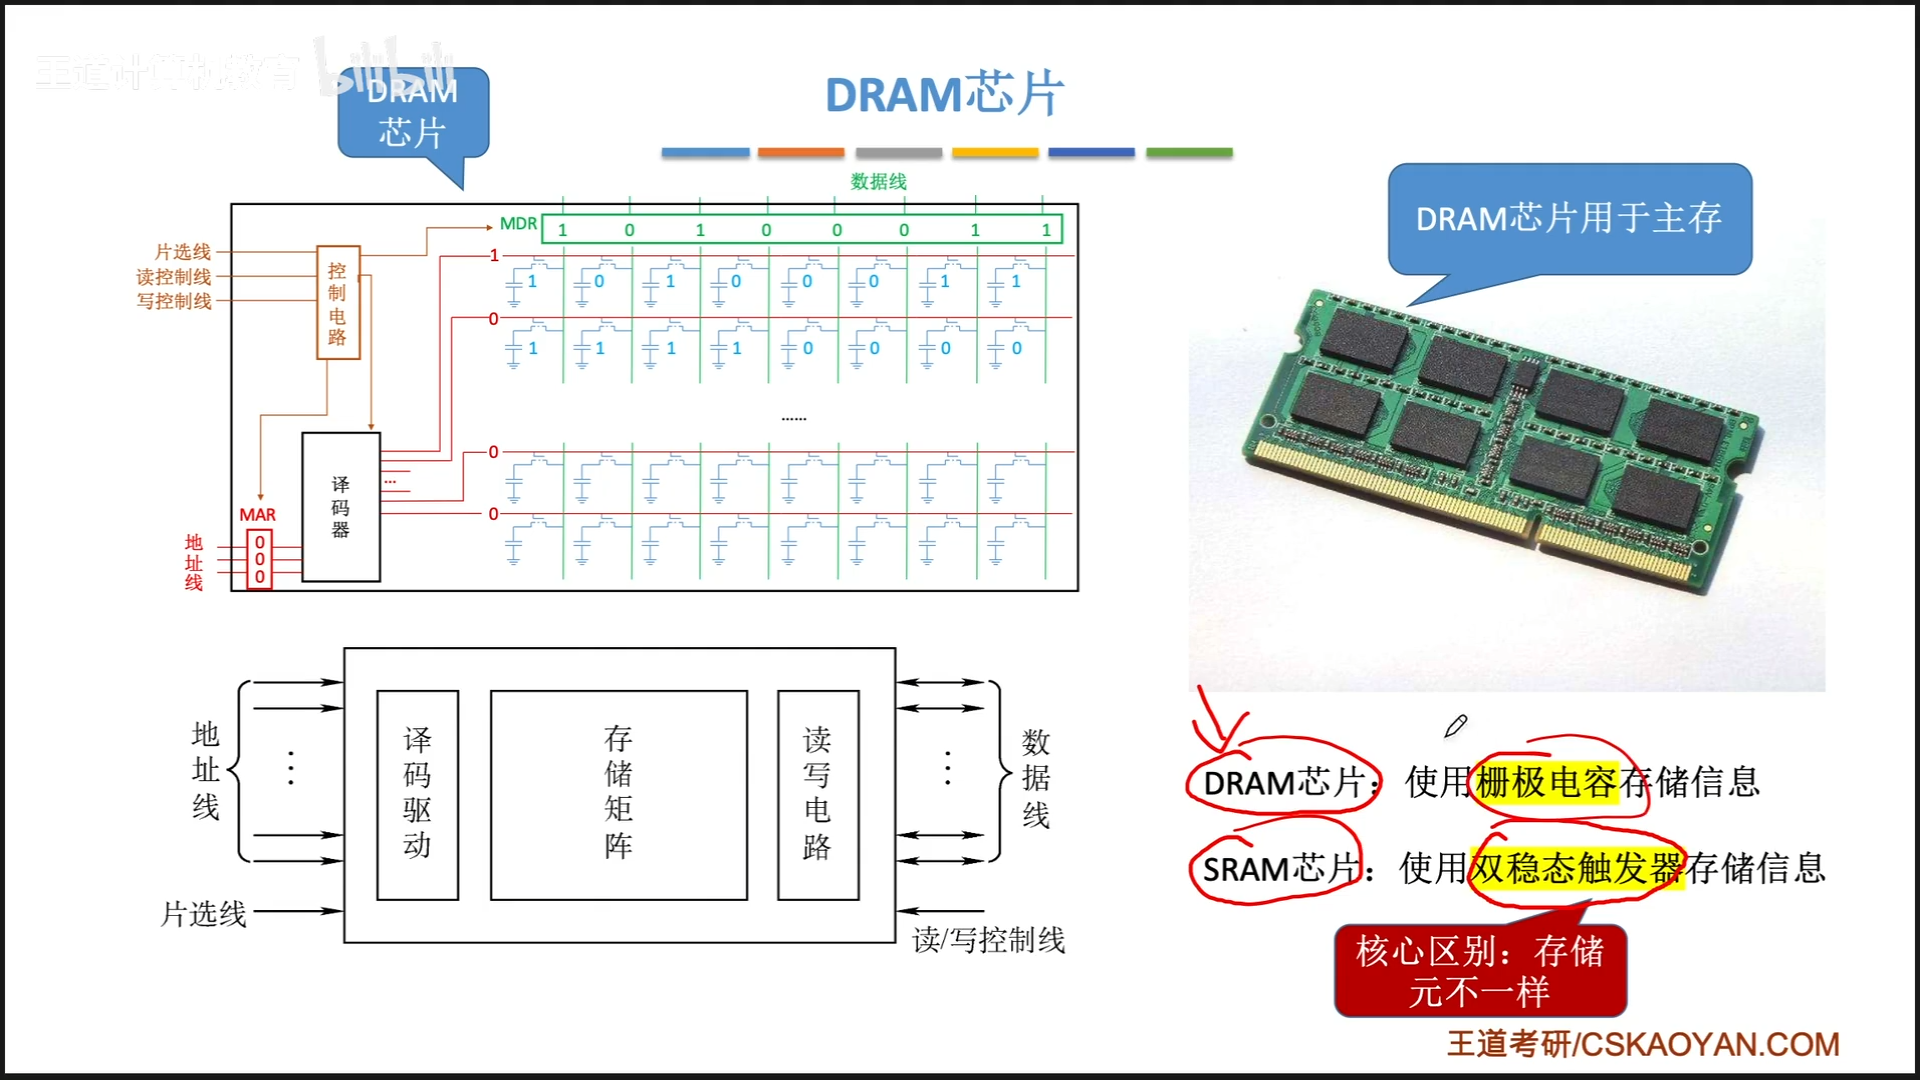 王道计算机教育 bilibili
DRAM芯片
DRAM
芯片
数据线
DRAM芯片用于主存
MDR 1 0 1 0 0 0 1 1
片选线
读控制线
写控制线
控制电路
1
1 0 1 0 0 0 1 1
0
1 1 1 1 0 0 0 0
......
0
0
译码器
...
MAR
地址线
0
0
0
地址线
译码驱动
存储矩阵
读写电路
数据线
片选线
读/写控制线
DRAM芯片：使用栅极电容存储信息
SRAM芯片：使用双稳态触发器存储信息
核心区别：存储
元不一样
王道考研/CSKAOYAN.COM